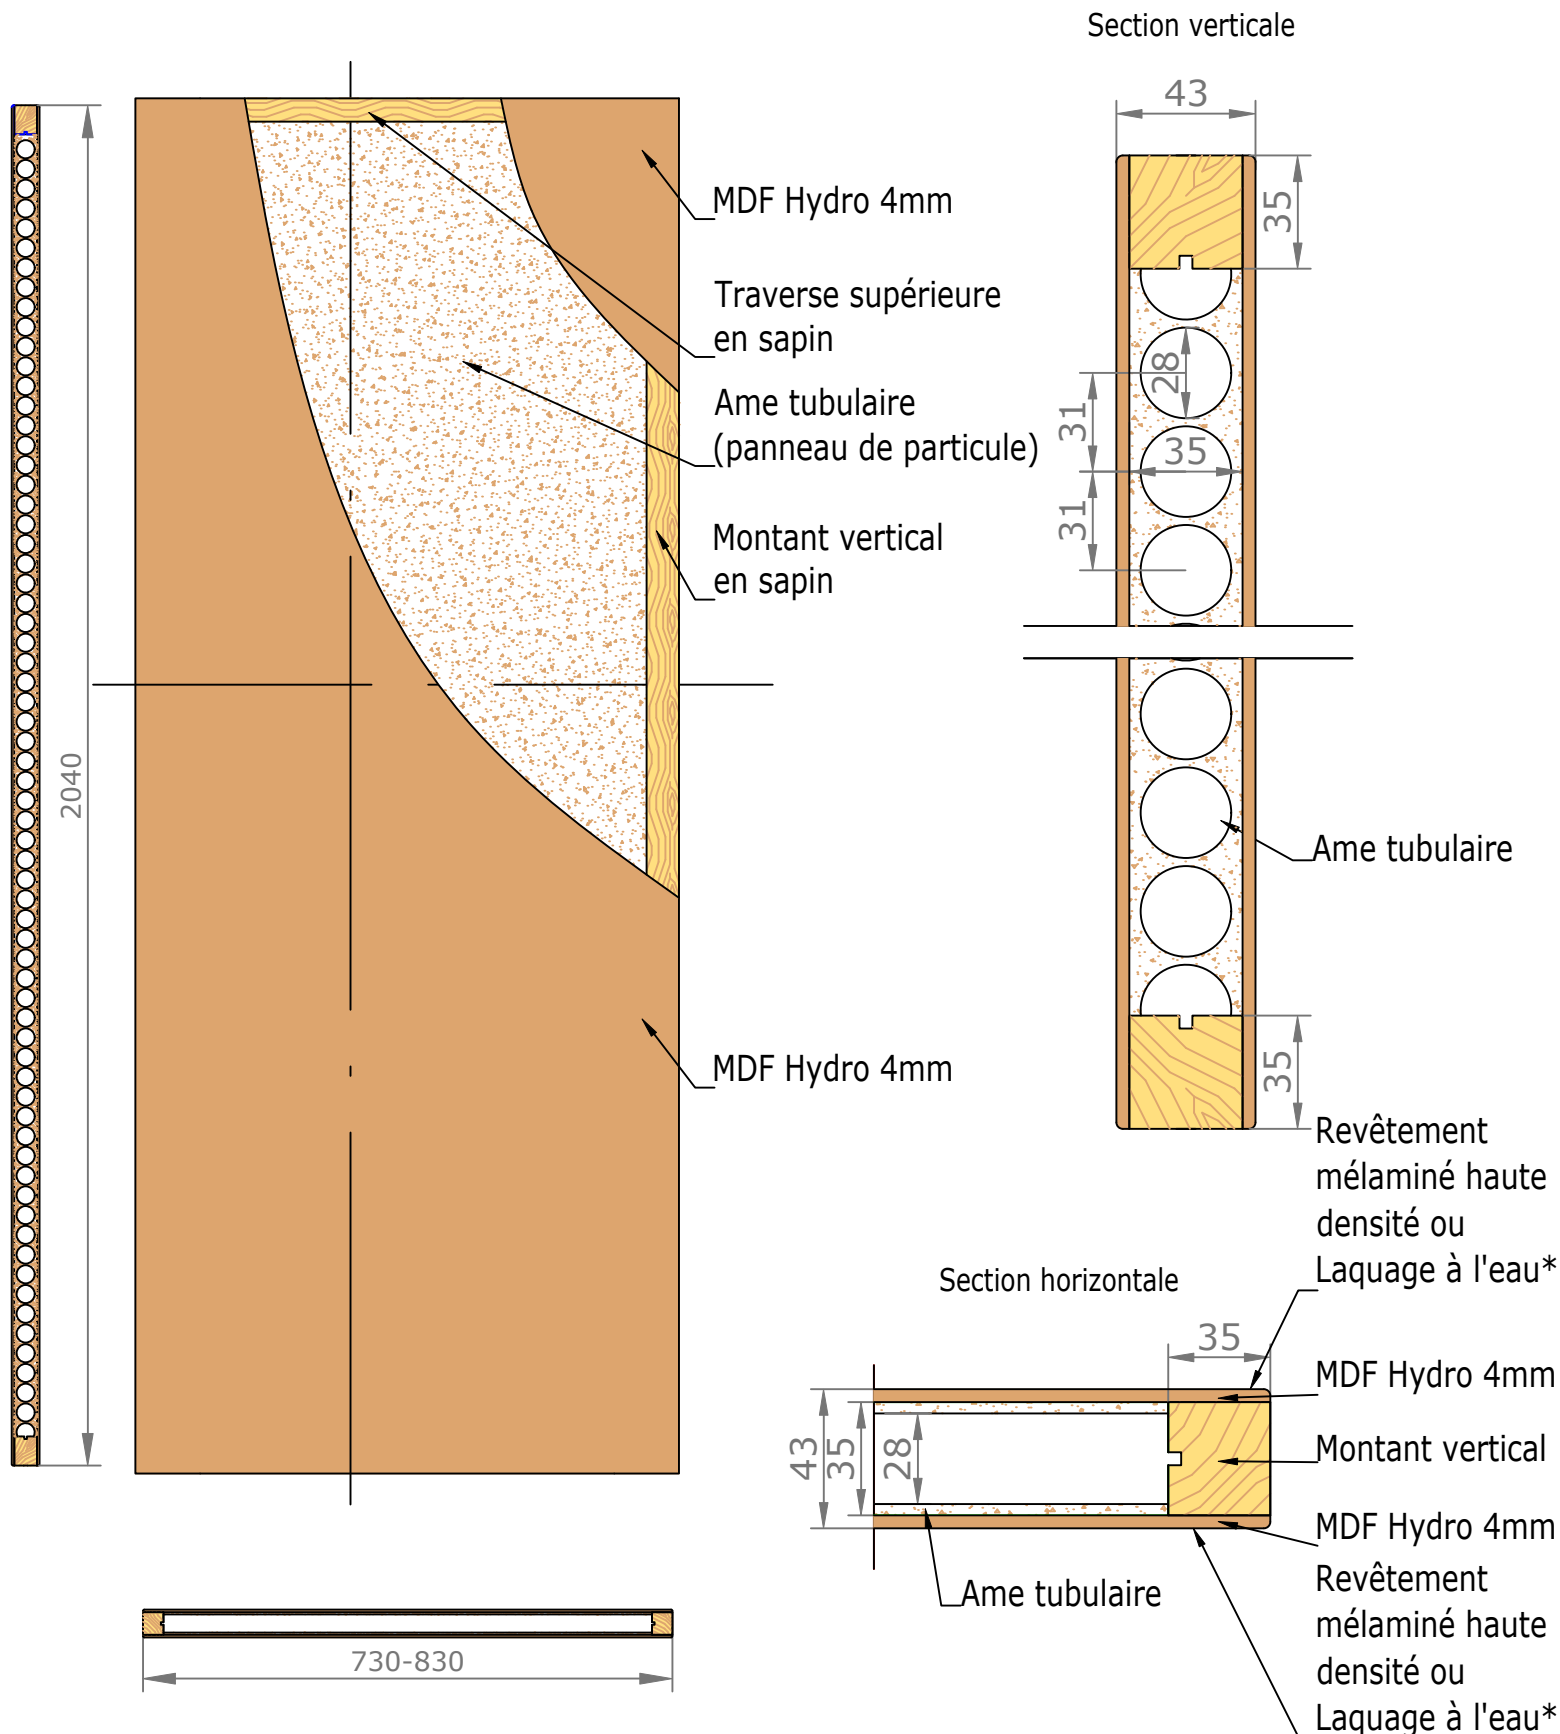 Section verticale
43
35
MDF Hydro 4mm
Traverse supérieure
en sapin
28
31
Ame tubulaire
(panneau de particule)
35
31
Montant vertical
en sapin
2040
Ame tubulaire
MDF Hydro 4mm
35
Revêtement
mélaminé haute
densité ou
Laquage à l'eau*
Section horizontale
35
MDF Hydro 4mm
43
35
28
Montant vertical
MDF Hydro 4mm
Ame tubulaire
Revêtement
mélaminé haute
densité ou
Laquage à l'eau*
730-830